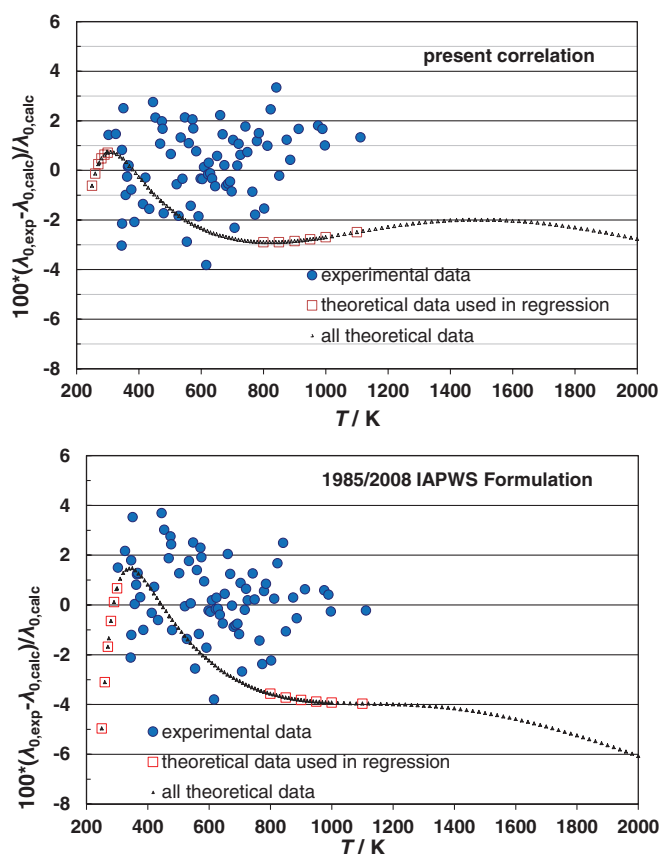 6
4
2
0
-2
-4
-6
-8
100*(λ0,exp-λ0,calc)/λ0,calc
present correlation
experimental data
theoretical data used in regression
all theoretical data
200 400 600 800 1000 1200 1400 1600 1800 2000
T / K
6
4
2
0
-2
-4
-6
-8
100*(λ0,exp-λ0,calc)/λ0,calc
1985/2008 IAPWS Formulation
experimental data
theoretical data used in regression
all theoretical data
200 400 600 800 1000 1200 1400 1600 1800 2000
T / K